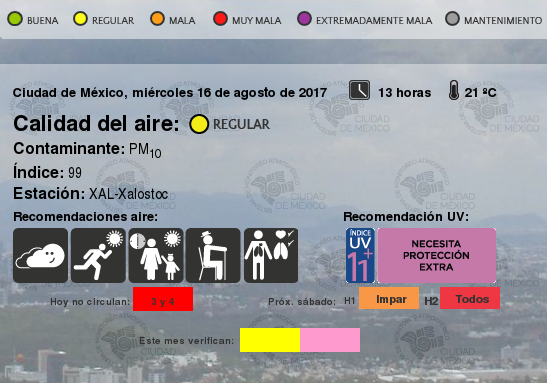 BUENA REGULAR MALA MUY MALA EXTREMADAMENTE MALA MANTENIMIENTO
Ciudad de México, miércoles 16 de agosto de 2017 13 horas 21 ºC
Calidad del aire: REGULAR
Contaminante: PM10
Índice: 99
Estación: XAL-Xalostoc
Recomendaciones aire: Recomendación UV:
ÍNDICE
UV
11+
NECESITA
PROTECCIÓN
EXTRA
Hoy no circulan: 3 y 4 Próx. sábado: H1 Impar H2 Todos
Este mes verifican: